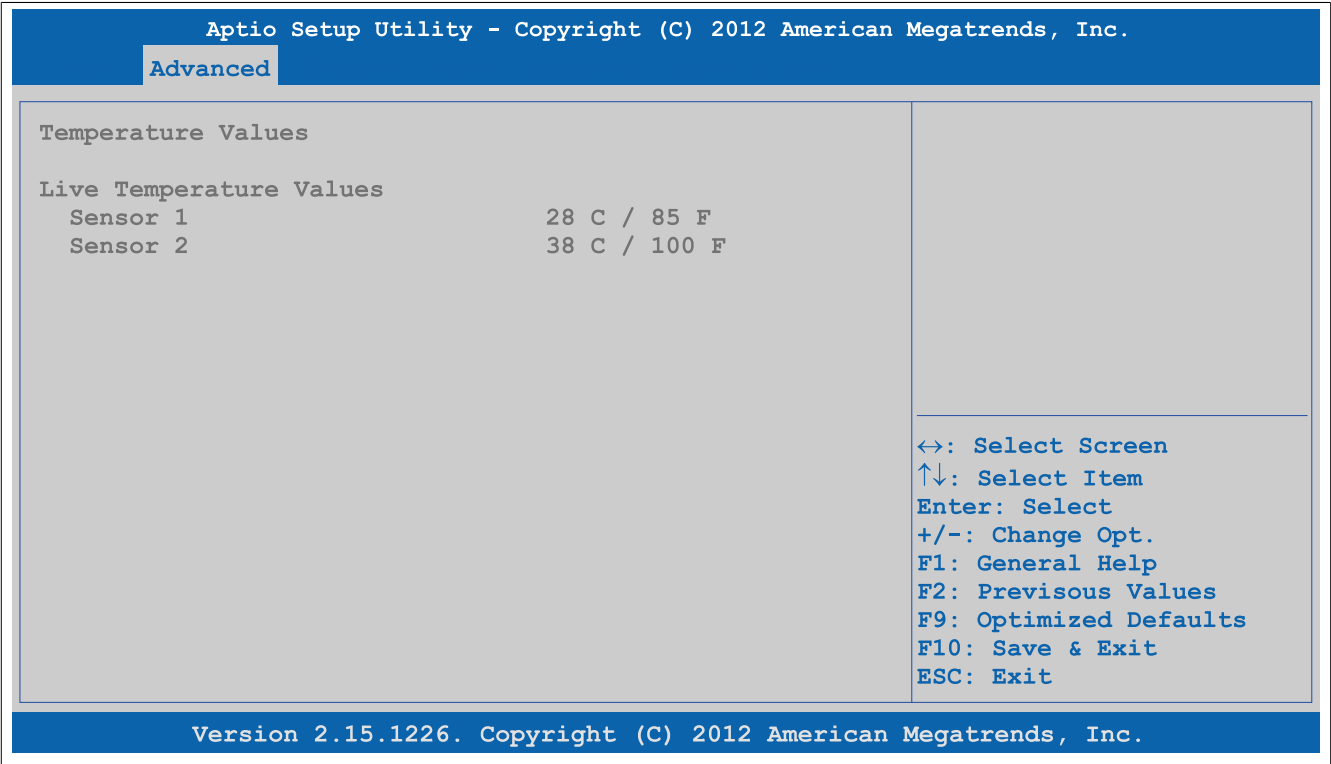 Aptio Setup Utility - Copyright (C) 2012 American Megatrends, Inc.
Advanced
Temperature Values
Live Temperature Values
Sensor 1 28 C / 85 F
Sensor 2 38 C / 100 F
↔: Select Screen
↑↓: Select Item
Enter: Select
+/-: Change Opt.
F1: General Help
F2: Previsous Values
F9: Optimized Defaults
F10: Save & Exit
ESC: Exit
Version 2.15.1226. Copyright (C) 2012 American Megatrends, Inc.